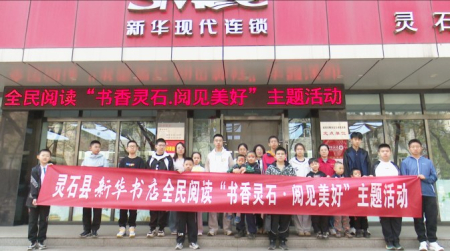 新华现代连锁
灵石
全民阅读“书香灵石.阅见美好”主题活动
灵石县新华书店全民阅读“书香灵石·阅见美好”主题活动